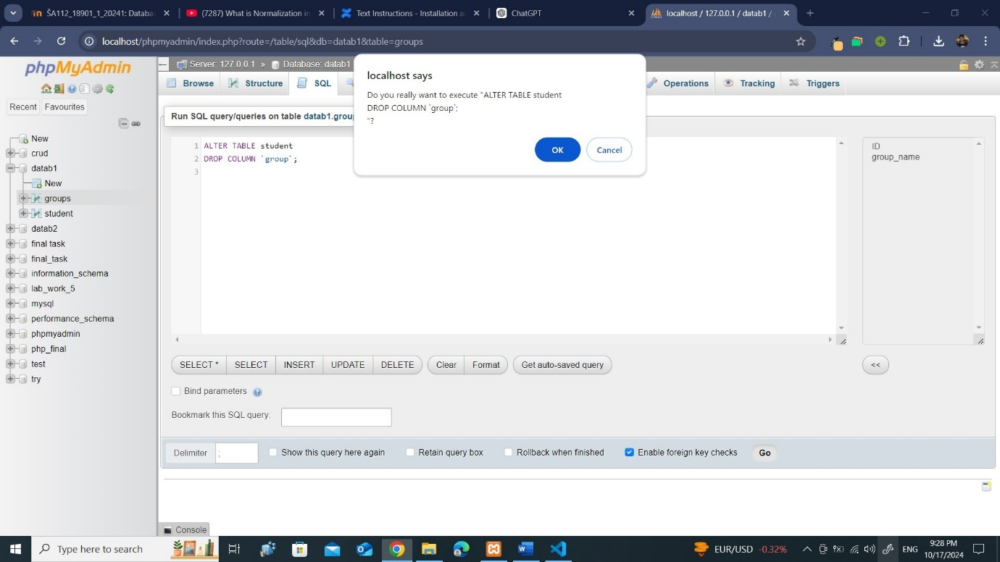 ŠA112_18901_1_20241: Databa
(7287) What is Normalization in
Text Instructions - Installation a
ChatGPT
localhost / 127.0.0.1 / datab1 /
localhost/phpmyadmin/index.php?route=/table/sql&db=datab1&table=groups
phpMyAdmin
Recent
Favourites
New
crud
datab1
New
groups
student
datab2
final task
final_task
information_schema
lab_work_5
mysql
performance_schema
phpmyadmin
php_final
test
try
Server: 127.0.0.1 » Database: datab1
Browse
Structure
SQL
Operations
Tracking
Triggers
localhost says
Do you really want to execute "ALTER TABLE student
DROP COLUMN `group`;
"?
OK
Cancel
Run SQL query/queries on table datab1.grou
1 ALTER TABLE student
2 DROP COLUMN `group`;
3
ID
group_name
SELECT *
SELECT
INSERT
UPDATE
DELETE
Clear
Format
Get auto-saved query
<<
Bind parameters
Bookmark this SQL query:
Delimiter
;
Show this query here again
Retain query box
Rollback when finished
Enable foreign key checks
Go
Console
Type here to search
EUR/USD -0.32%
ENG
9:28 PM
10/17/2024